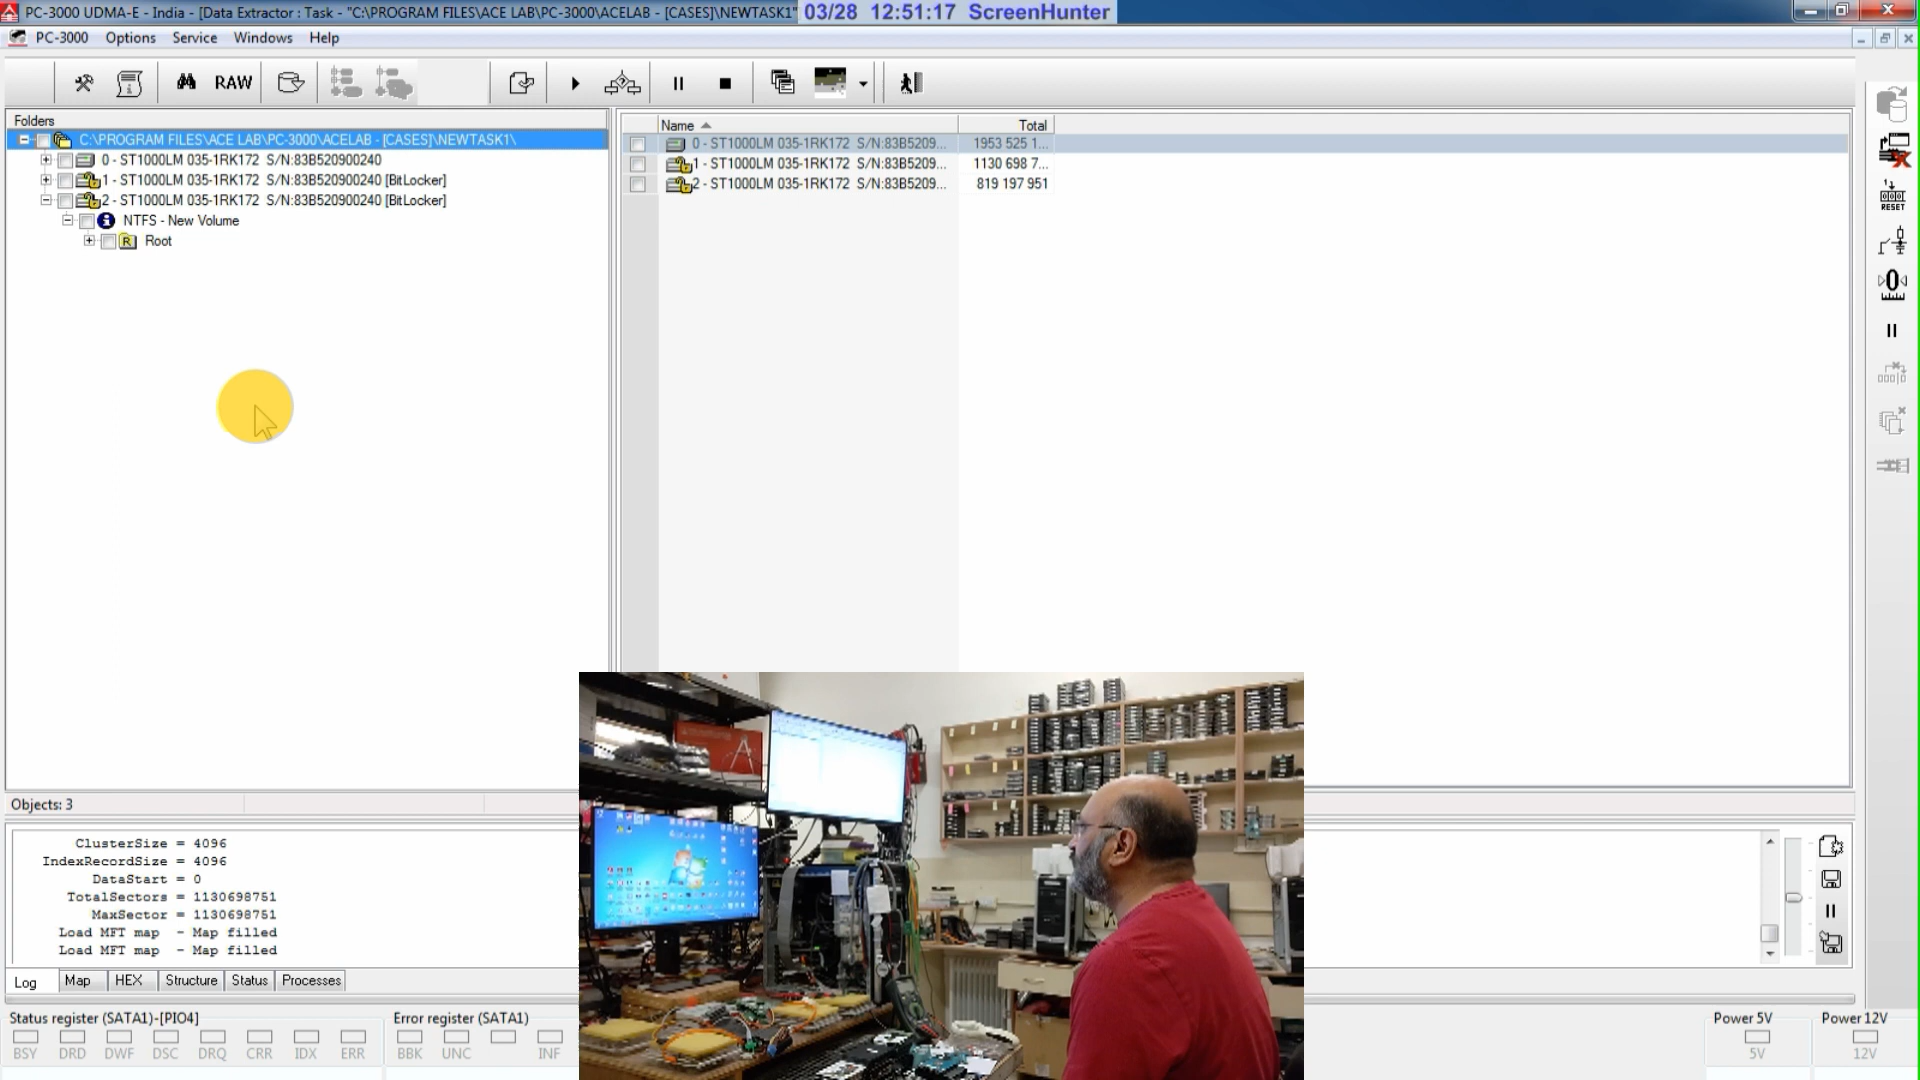 PC-3000 UDMA-E - India - [Data Extractor : Task - "C:\PROGRAM FILES\ACE LAB\PC-3000\ACELAB - [CASES]\NEWTASK1"
03/28 12:51:17 ScreenHunter
PC-3000 Options Service Windows Help
RAW
Folders
C:\PROGRAM FILES\ACE LAB\PC-3000\ACELAB - [CASES]\NEWTASK1\
0 - ST1000LM 035-1RK172 S/N:83B520900240
1 - ST1000LM 035-1RK172 S/N:83B520900240 [BitLocker]
2 - ST1000LM 035-1RK172 S/N:83B520900240 [BitLocker]
NTFS - New Volume
Root
Name Total
0 - ST1000LM 035-1RK172 S/N:83B5209... 1953 525 1...
1 - ST1000LM 035-1RK172 S/N:83B5209... 1130 698 7...
2 - ST1000LM 035-1RK172 S/N:83B5209... 819 197 951
RESET
Objects: 3
ClusterSize = 4096
IndexRecordSize = 4096
DataStart = 0
TotalSectors = 1130698751
MaxSector = 1130698751
Load MFT map - Map filled
Load MFT map - Map filled
Log Map HEX Structure Status Processes
Status register (SATA1)-[PIO4]
BSY DRD DWF DSC DRQ CRR IDX ERR
Error register (SATA1)
BBK UNC INF
Power 5V
5V
Power 12V
12V